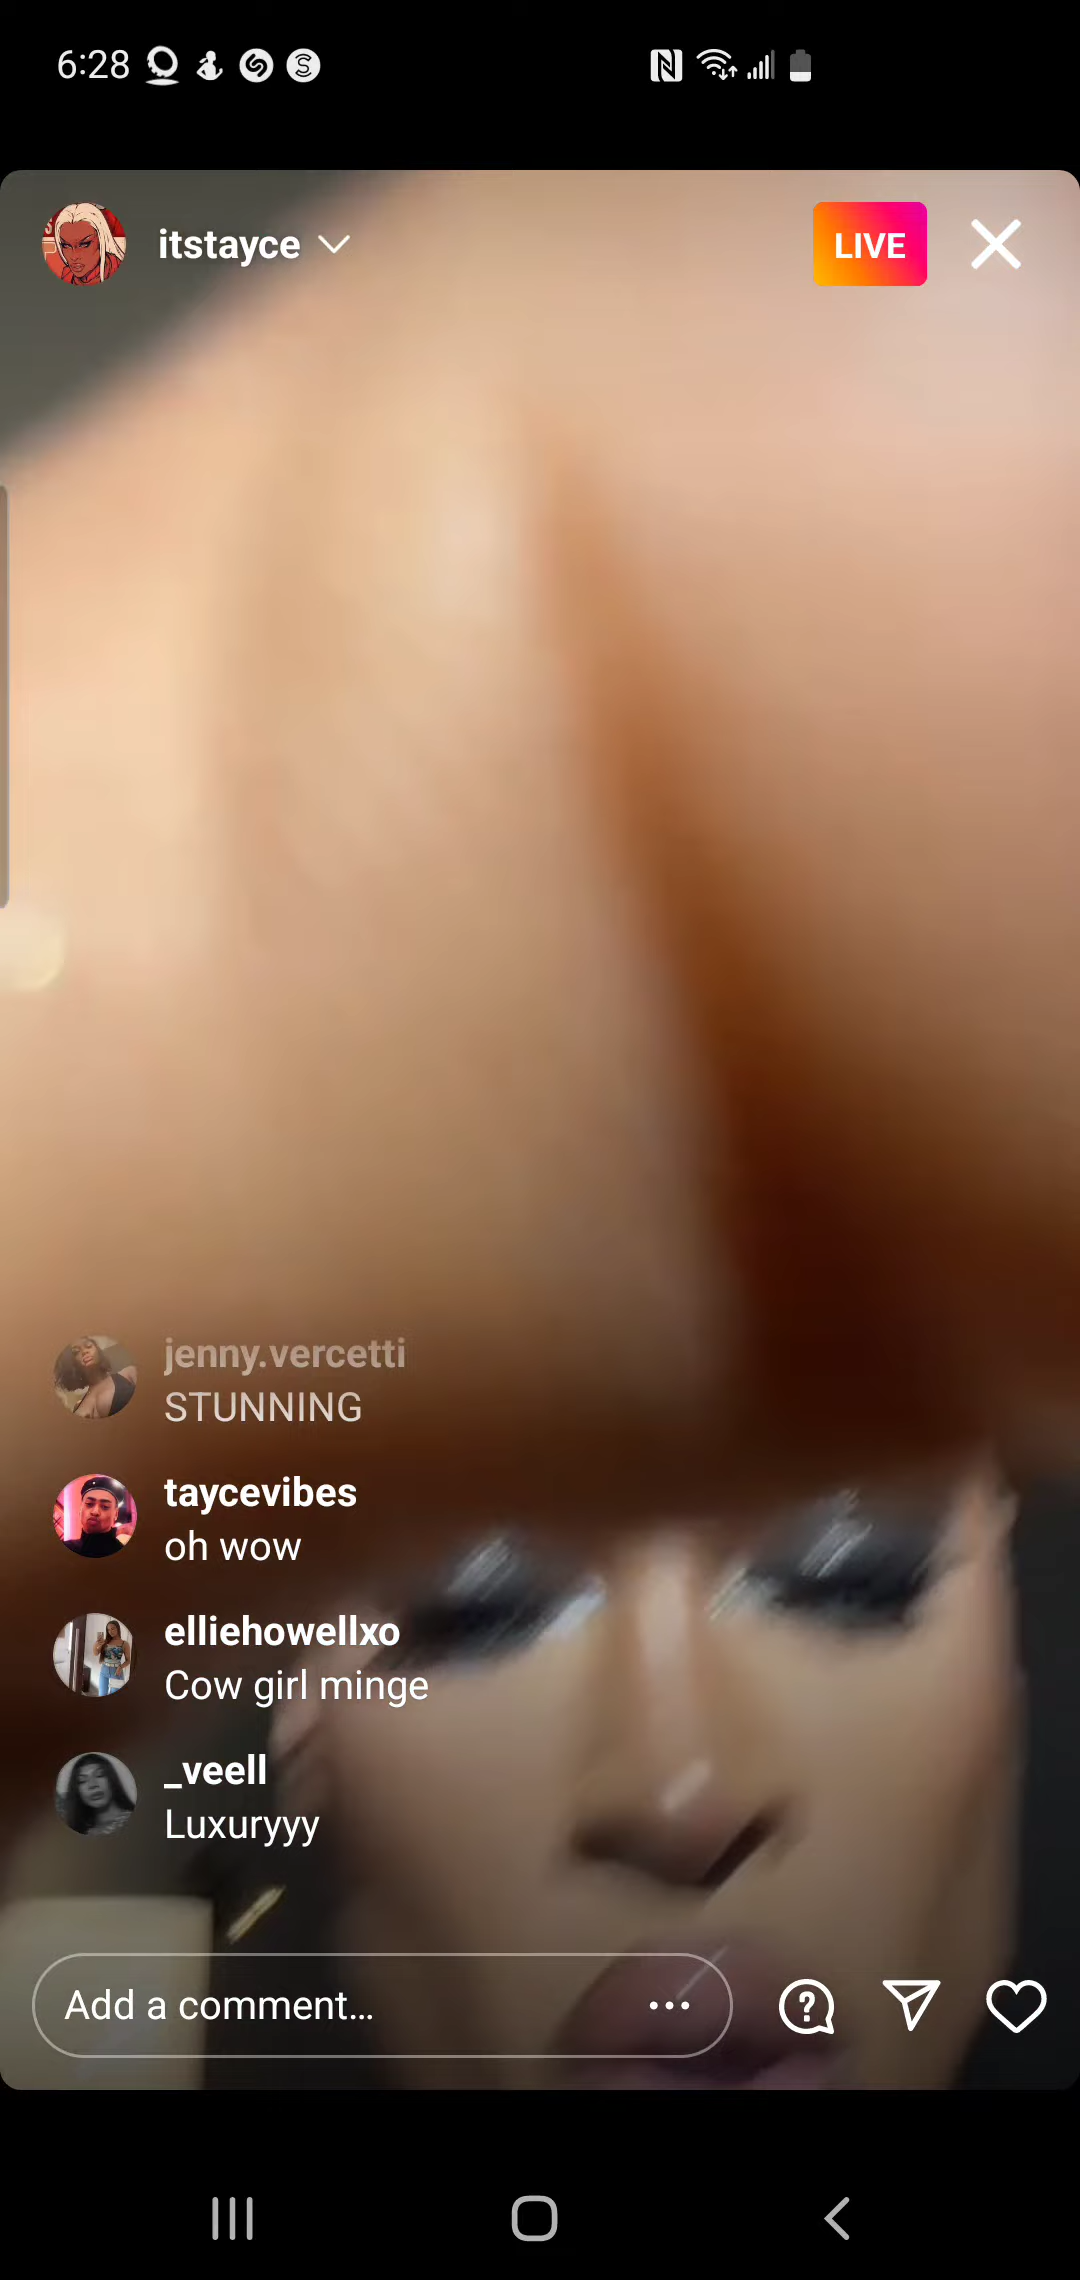 6:28
itstayce
LIVE
jenny.vercetti
STUNNING
taycevibes
oh wow
elliehowellxo
Cow girl minge
_veell
Luxuryyy
Add a comment...